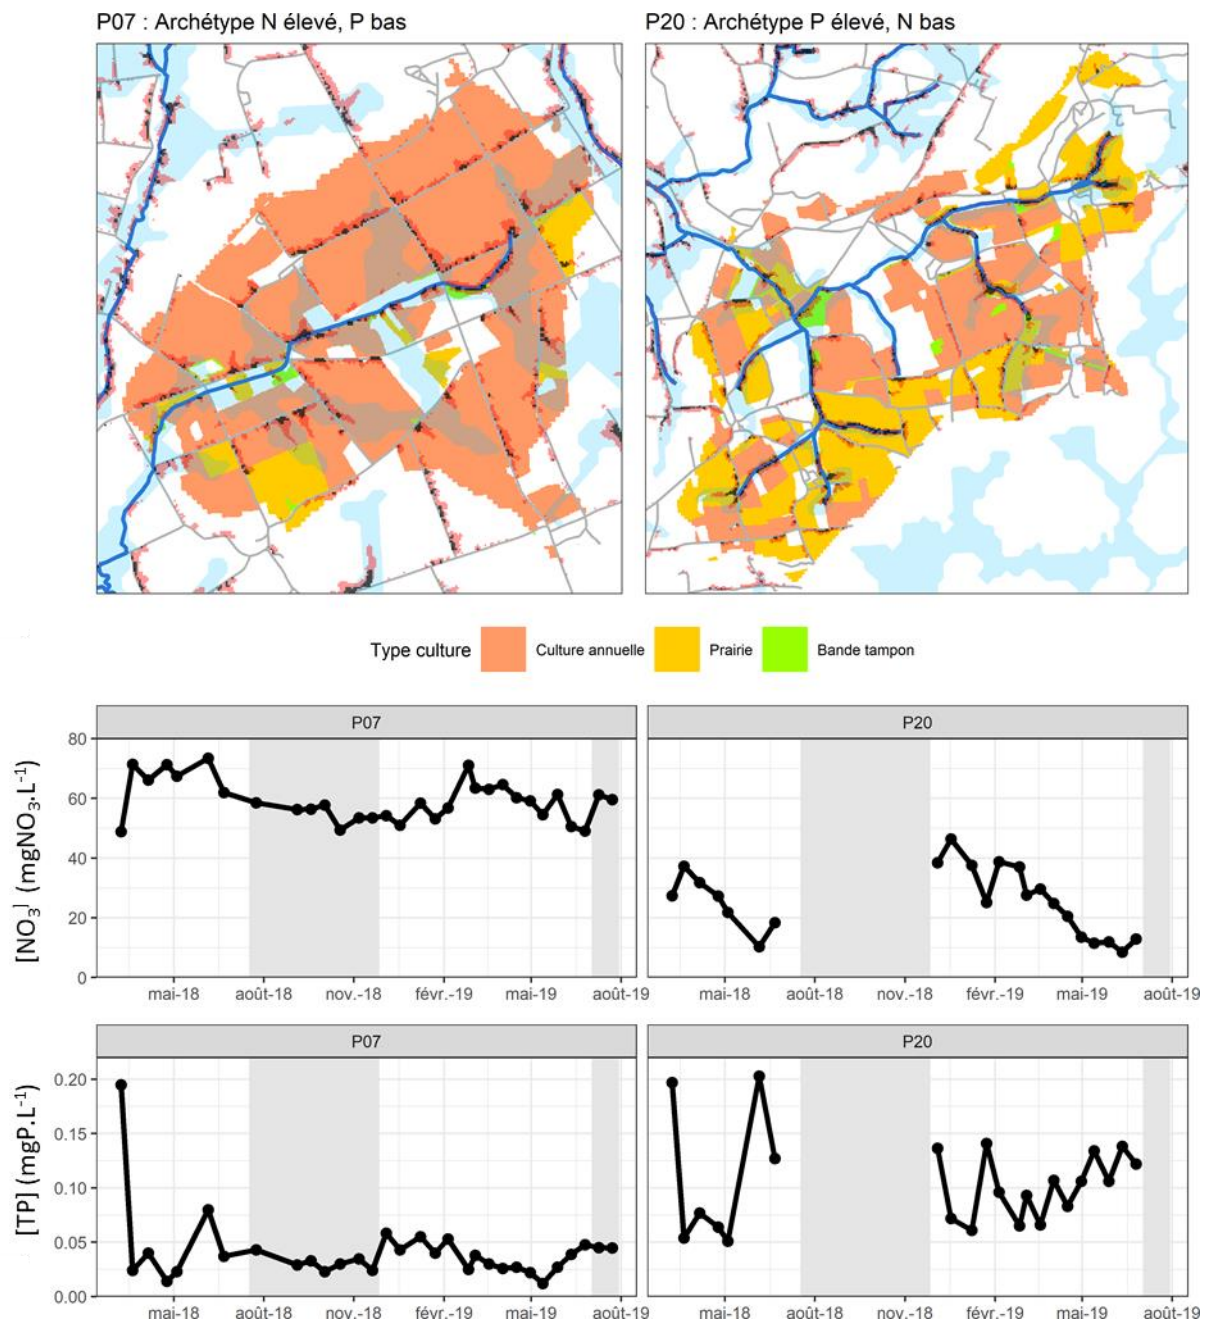 P07 : Archétype N élevé, P bas
P20 : Archétype P élevé, N bas
Type culture
Culture annuelle
Prairie
Bande tampon
P07
P20
[NO₃⁾ (mgNO₃.L⁻¹)
80
60
40
20
0
mai-18
août-18
nov.-18
févr.-19
mai-19
août-19
mai-18
août-18
nov.-18
févr.-19
mai-19
août-19
P07
P20
[TP] (mgP.L⁻¹)
0.20
0.15
0.10
0.05
0.00
mai-18
août-18
nov.-18
févr.-19
mai-19
août-19
mai-18
août-18
nov.-18
févr.-19
mai-19
août-19